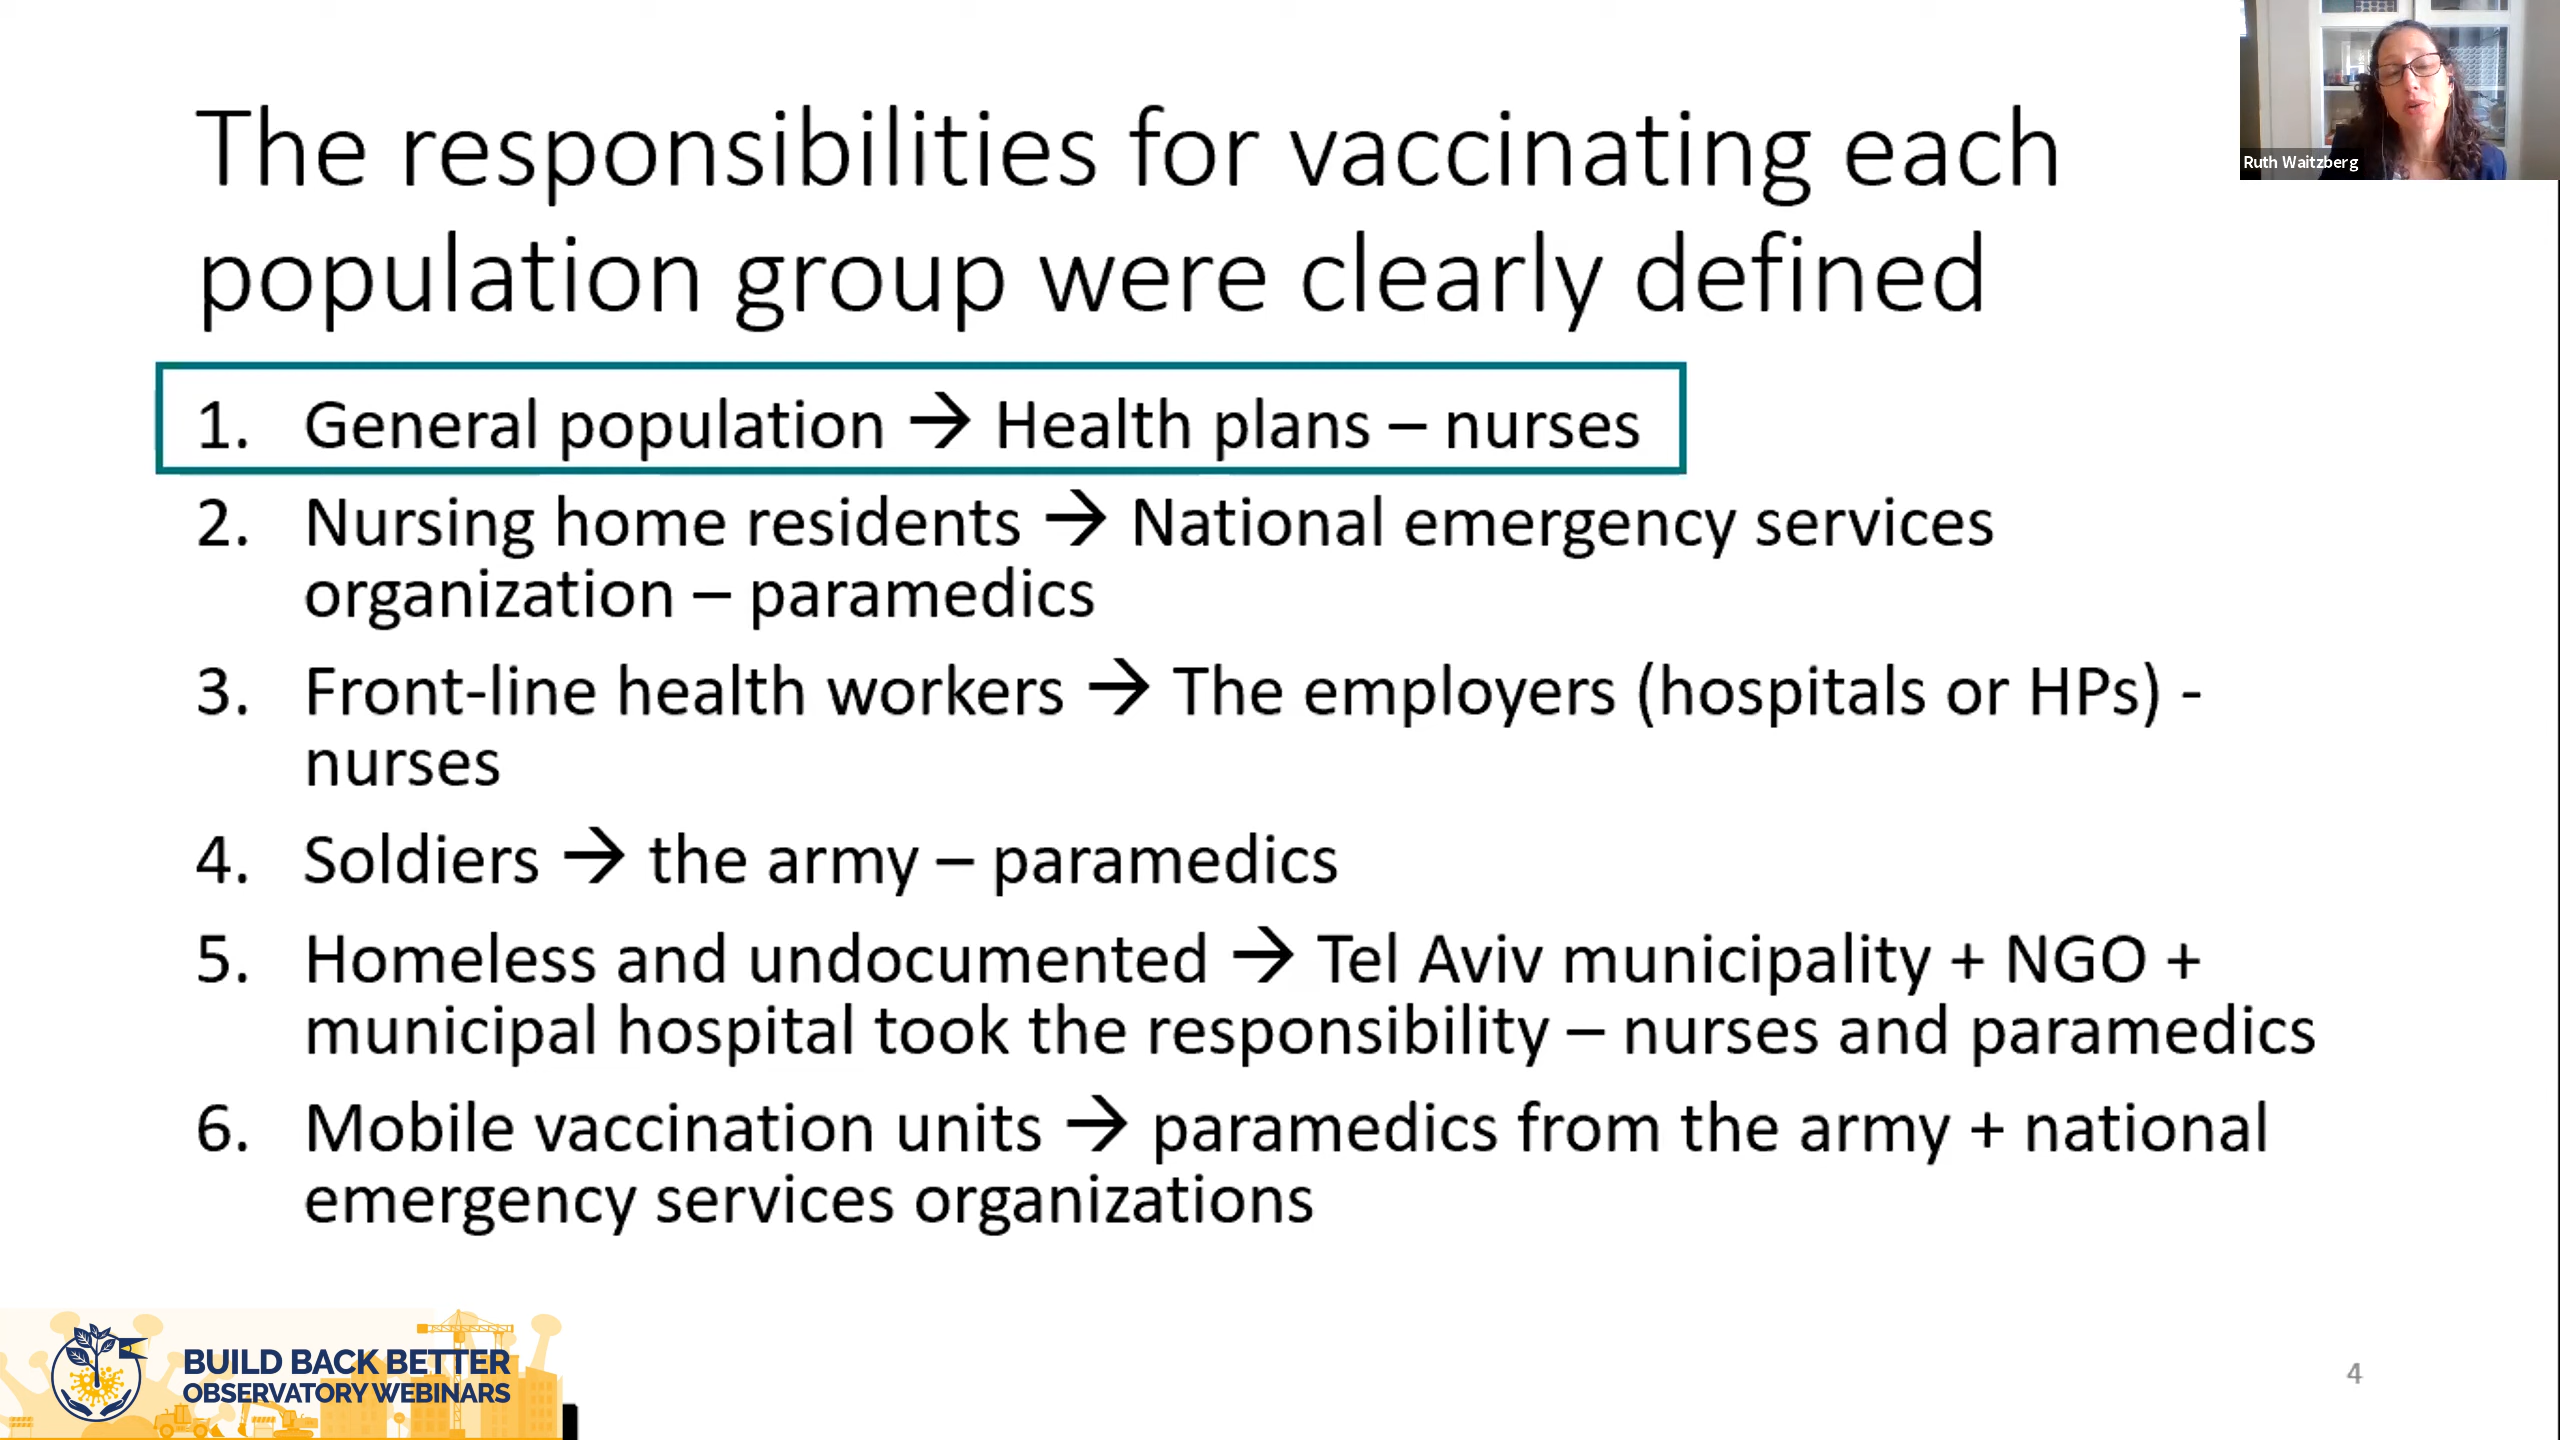 The responsibilities for vaccinating each
population group were clearly defined
Ruth Waitzberg
1. General population → Health plans – nurses
2. Nursing home residents → National emergency services
organization – paramedics
3. Front-line health workers → The employers (hospitals or HPs) -
nurses
4. Soldiers → the army – paramedics
5. Homeless and undocumented → Tel Aviv municipality + NGO +
municipal hospital took the responsibility – nurses and paramedics
6. Mobile vaccination units → paramedics from the army + national
emergency services organizations
BUILD BACK BETTER
OBSERVATORY WEBINARS
4